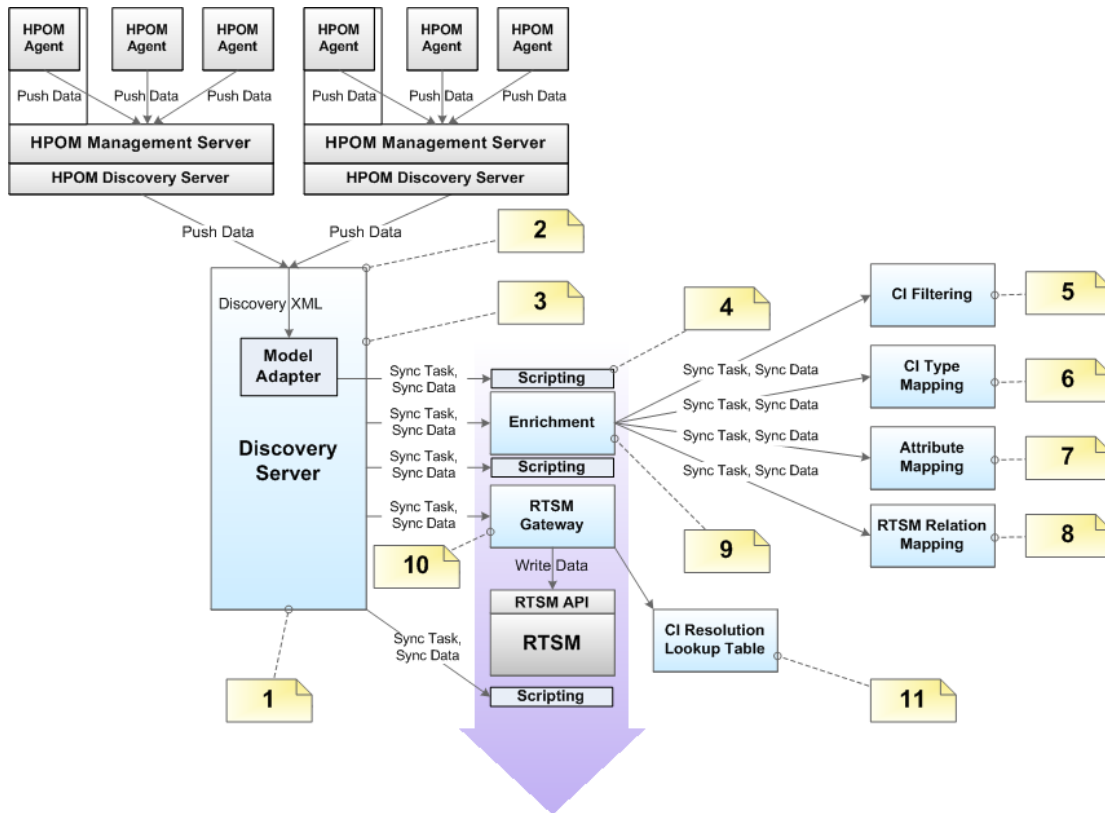 HPOM
Agent
HPOM
Agent
HPOM
Agent
HPOM
Agent
HPOM
Agent
HPOM
Agent
Push Data
Push Data
Push Data
Push Data
Push Data
Push Data
HPOM Management Server
HPOM Management Server
HPOM Discovery Server
HPOM Discovery Server
Push Data
Push Data
2
Discovery XML
3
4
CI Filtering
5
Model
Adapter
Sync Task,
Sync Data
Scripting
Sync Task, Sync Data
CI Type
Mapping
6
Sync Task,
Sync Data
Enrichment
Sync Task, Sync Data
Sync Task, Sync Data
Attribute
Mapping
7
Discovery
Server
Sync Task,
Sync Data
Scripting
Sync Task, Sync Data
Sync Task,
Sync Data
RTSM
Gateway
RTSM Relation
Mapping
8
9
10
Write Data
RTSM API
RTSM
CI Resolution
Lookup Table
Sync Task,
Sync Data
Scripting
1
11